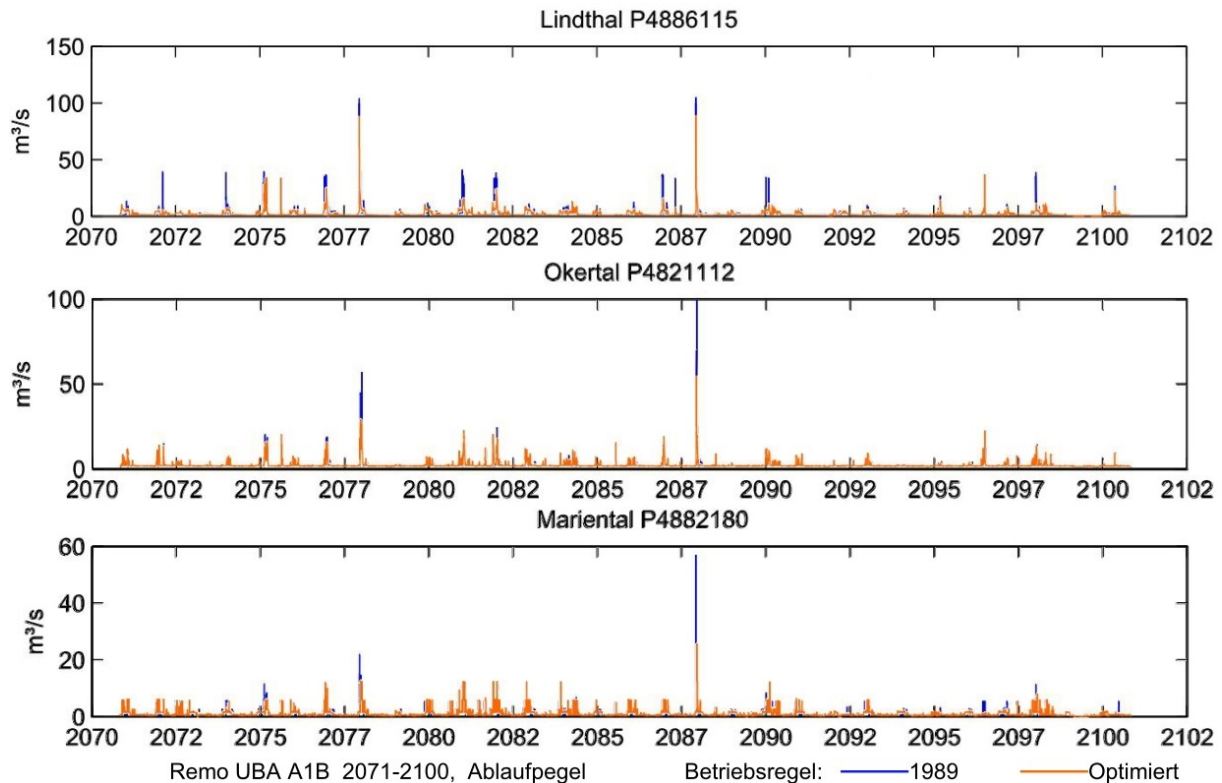 Lindthal P4886115
150
100
50
0
m³/s
2070 2072 2075 2077 2080 2082 2085 2087 2090 2092 2095 2097 2100 2102
Okertal P4821112
100
50
0
m³/s
2070 2072 2075 2077 2080 2082 2085 2087 2090 2092 2095 2097 2100 2102
Mariental P4882180
60
40
20
0
m³/s
2070 2072 2075 2077 2080 2082 2085 2087 2090 2092 2095 2097 2100 2102
Remo UBA A1B 2071-2100, Ablaufpegel Betriebsregel: 1989 Optimiert